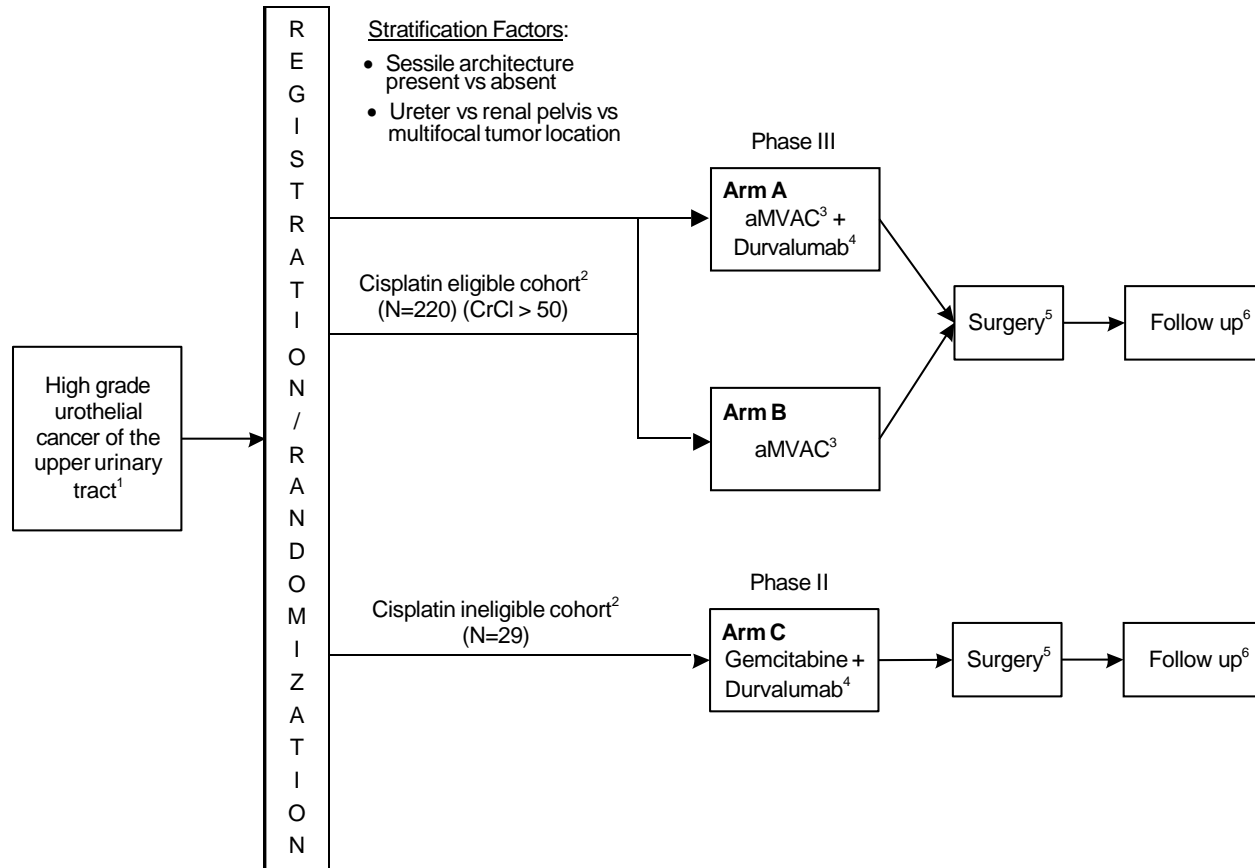 High grade
urothelial
cancer of the
upper urinary
tract1
REGISTRATION/RANDOMIZATION
Stratification Factors:
• Sessile architecture
present vs absent
• Ureter vs renal pelvis vs
multifocal tumor location
Cisplatin eligible cohort2
(N=220) (CrCl > 50)
Phase III
Arm A
aMVAC3 +
Durvalumab4
Arm B
aMVAC3
Surgery5
Follow up6
Cisplatin ineligible cohort2
(N=29)
Phase II
Arm C
Gemcitabine +
Durvalumab4
Surgery5
Follow up6